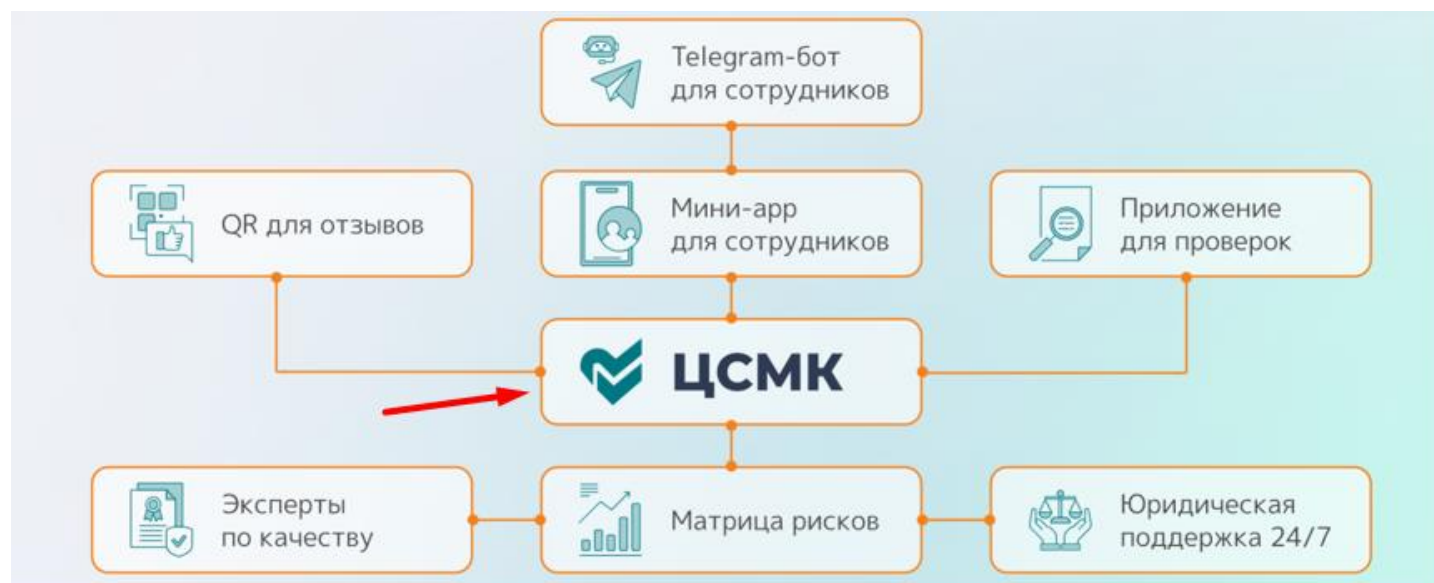 Telegram-бот
для сотрудников
QR для отзывов
Мини-app
для сотрудников
Приложение
для проверок
ЦСМК
Эксперты
по качеству
Матрица рисков
Юридическая
поддержка 24/7